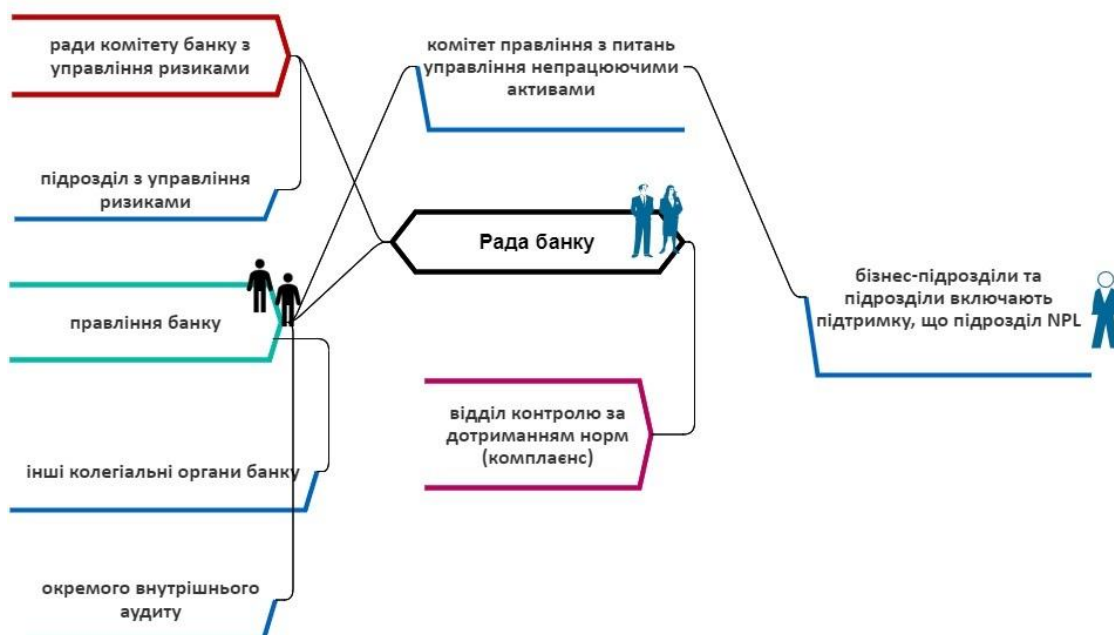 ради комітету банку з
управління ризиками
комітет правління з питань
управління непрацюючими
активами
підрозділ з управління
ризиками
Рада банку
правління банку
бізнес-підрозділи та
підрозділи включають
підтримку, що підрозділ NPL
відділ контролю за
дотриманням норм
(комплаєнс)
інші колегіальні органи банку
окремого внутрішнього
аудиту